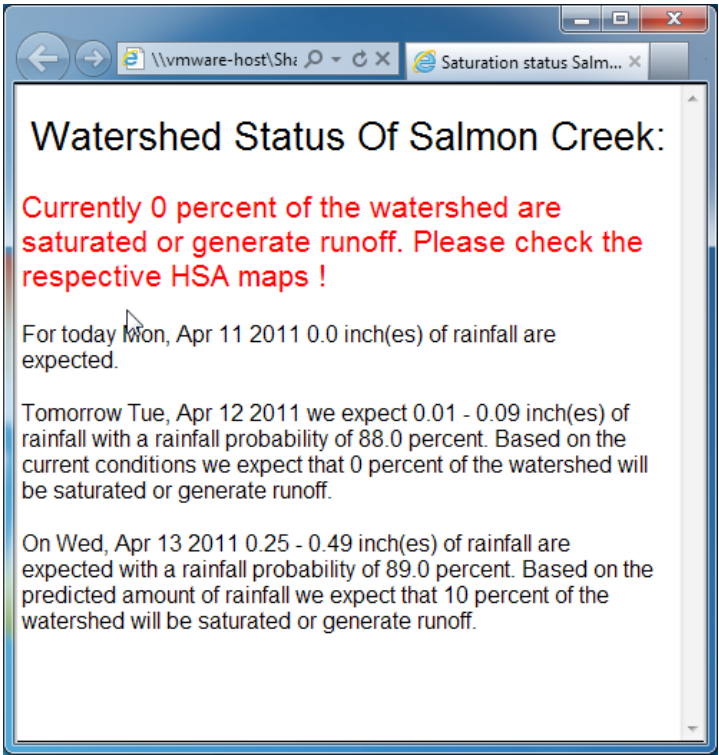 \\vmware-host\Sha
Saturation status Salm...
Watershed Status Of Salmon Creek:
Currently 0 percent of the watershed are
saturated or generate runoff. Please check the
respective HSA maps !
For today Mon, Apr 11 2011 0.0 inch(es) of rainfall are
expected.
Tomorrow Tue, Apr 12 2011 we expect 0.01 - 0.09 inch(es) of
rainfall with a rainfall probability of 88.0 percent. Based on the
current conditions we expect that 0 percent of the watershed will
be saturated or generate runoff.
On Wed, Apr 13 2011 0.25 - 0.49 inch(es) of rainfall are
expected with a rainfall probability of 89.0 percent. Based on the
predicted amount of rainfall we expect that 10 percent of the
watershed will be saturated or generate runoff.